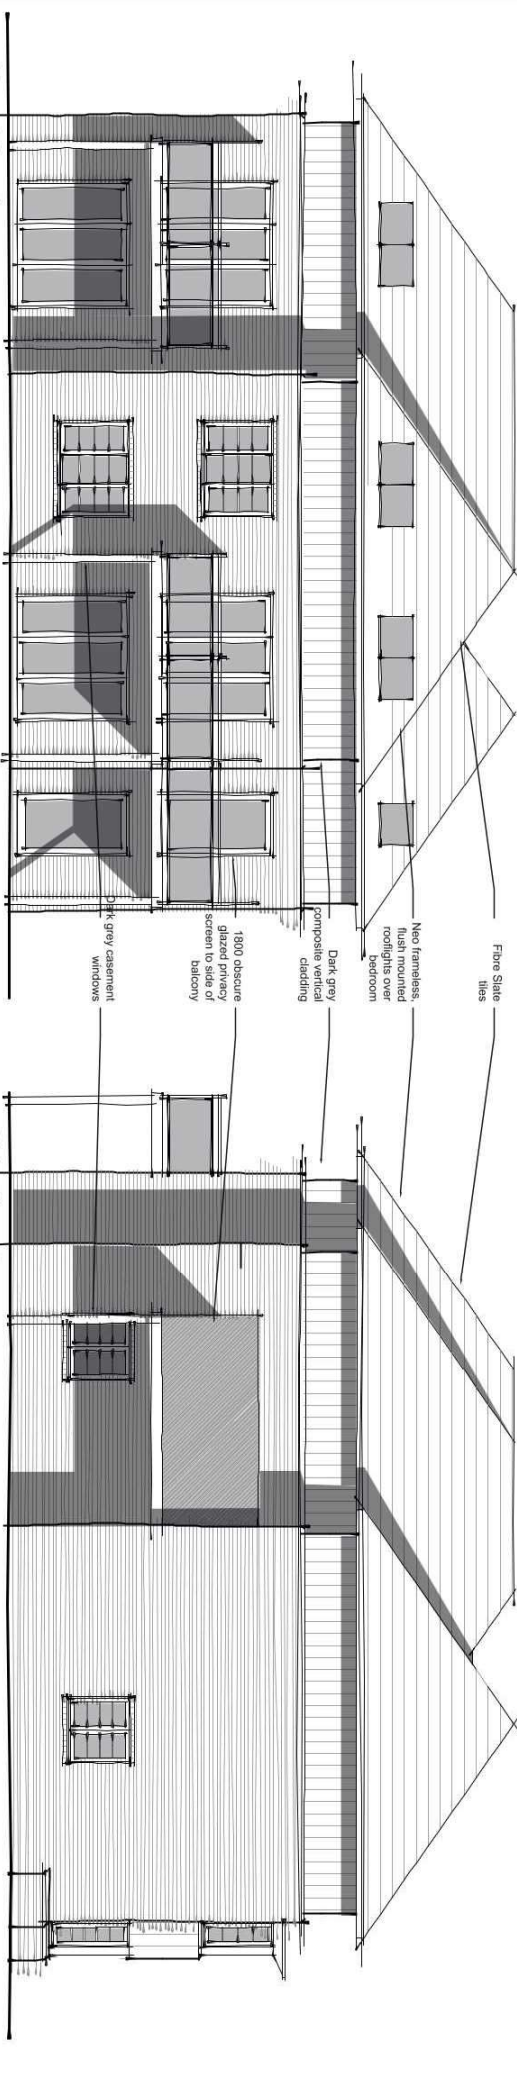 Fibre Slate
tiles
Neo frameless,
flush mounted
rooflights over
bedroom
Dark grey
composite vertical
cladding
1800 obscure
glazed privacy
screen to side of
balcony
Dark grey casement
windows